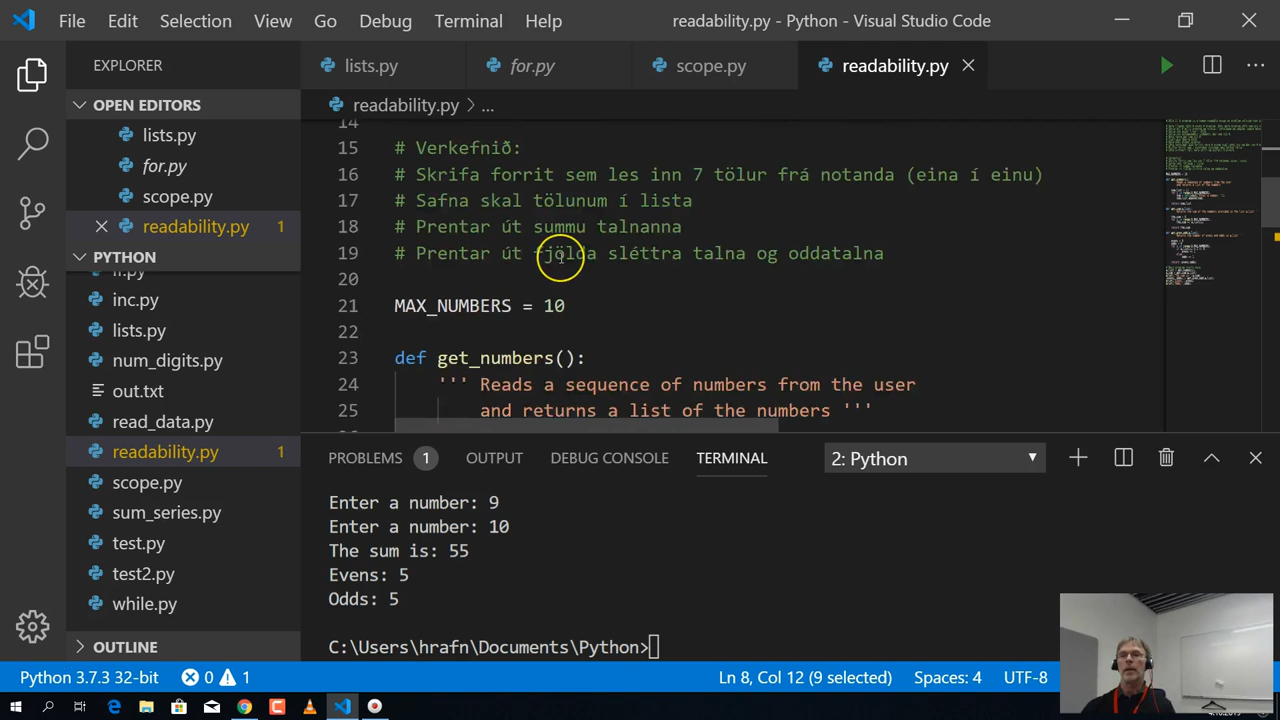 File Edit Selection View Go Debug Terminal Help readability.py - Python - Visual Studio Code
EXPLORER
lists.py for.py scope.py readability.py
OPEN EDITORS
readability.py > ...
lists.py
for.py
scope.py
readability.py 1
PYTHON
inc.py
lists.py
num_digits.py
out.txt
read_data.py
readability.py 1
scope.py
sum_series.py
test.py
test2.py
while.py
OUTLINE
14
15 # Verkefnið:
16 # Skrifa forrit sem les inn 7 tölur frá notanda (eina í einu)
17 # Safna skal tölunum í lista
18 # Prentar út summu talnanna
19 # Prentar út fjölda sléttra talna og oddatalna
20
21 MAX_NUMBERS = 10
22
23 def get_numbers():
24 ''' Reads a sequence of numbers from the user
25 and returns a list of the numbers '''
PROBLEMS 1 OUTPUT DEBUG CONSOLE TERMINAL 2: Python
Enter a number: 9
Enter a number: 10
The sum is: 55
Evens: 5
Odds: 5
C:\Users\hrafn\Documents\Python>
Python 3.7.3 32-bit 0 1 Ln 8, Col 12 (9 selected) Spaces: 4 UTF-8